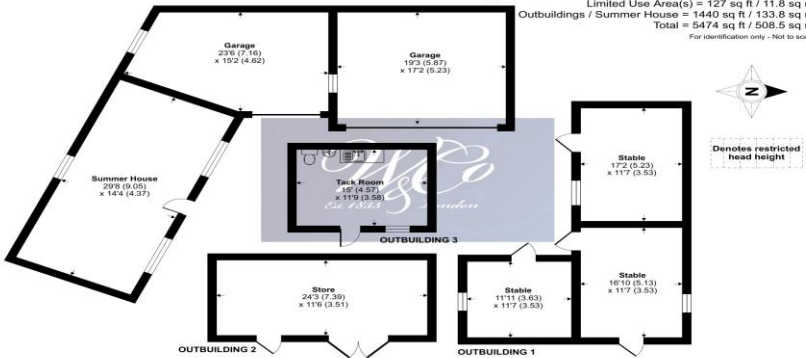 Limited Use Area(s) = 127 sq ft / 11.8 sq
Outbuildings / Summer House = 1440 sq ft / 133.8 sq
Total = 5474 sq ft / 508.5 sq
For identification only - Not to
Garage
23'6 (7.16)
x 15'2 (4.62)
Garage
19'3 (5.87)
x 17'2 (5.23)
N
Denotes restricted
head height
Summer House
29'8 (9.05)
x 14'4 (4.37)
W&Co
Est. 1833 London
Tack Room
15' (4.57)
x 11'9 (3.58)
OUTBUILDING 3
Stable
17'2 (5.23)
x 11'7 (3.53)
Store
24'3 (7.39)
x 11'6 (3.51)
OUTBUILDING 2
Stable
11'11 (3.63)
x 11'7 (3.53)
Stable
16'10 (5.13)
x 11'7 (3.53)
OUTBUILDING 1